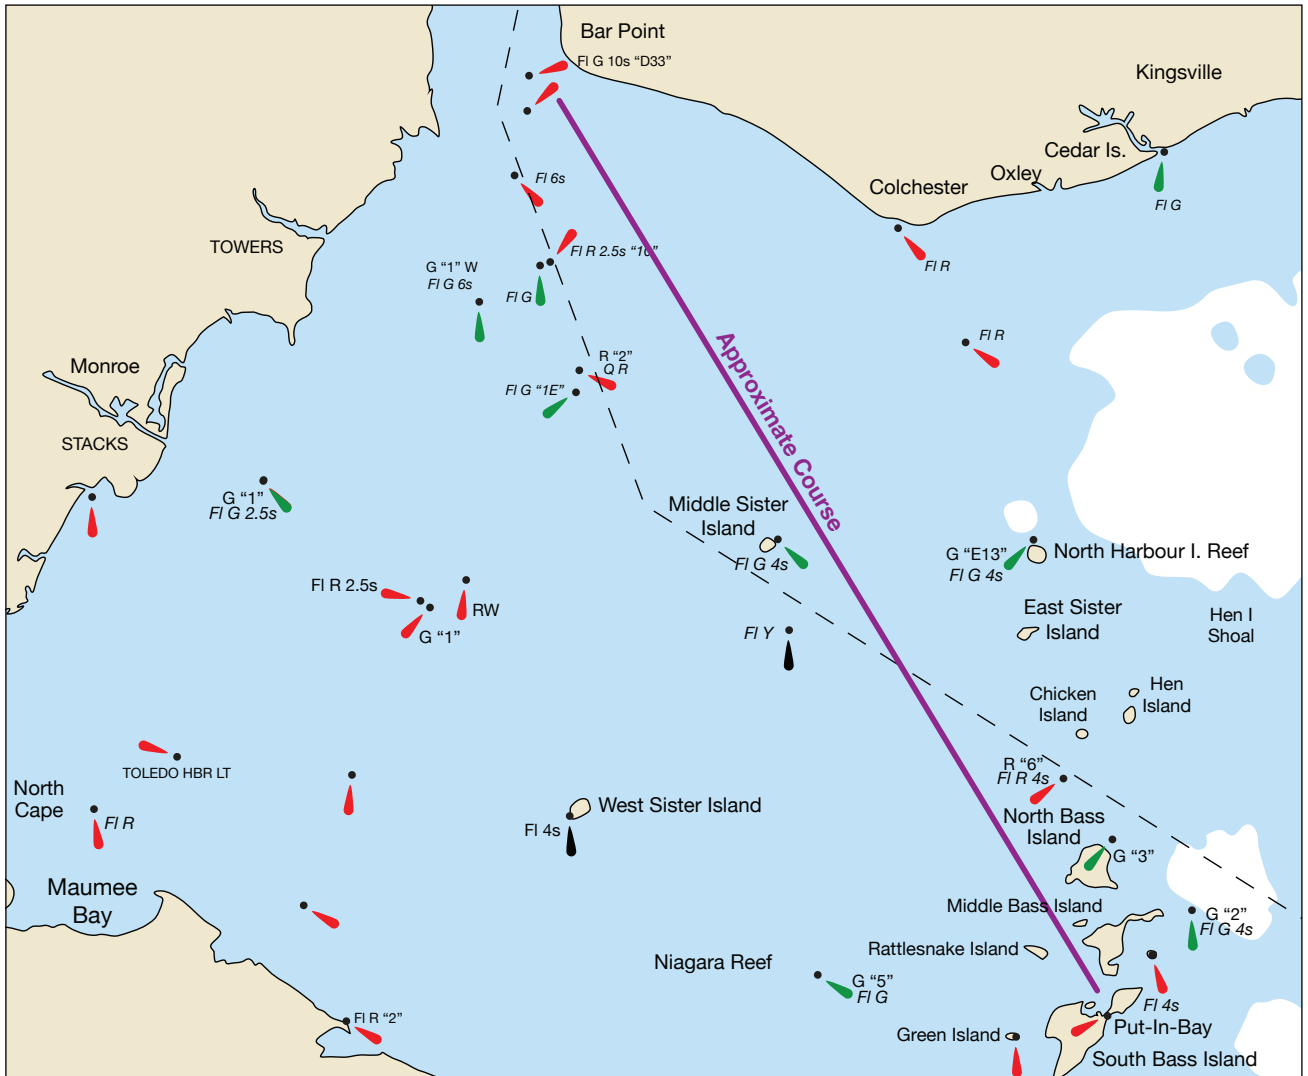 Bar Point
Fl G 10s “D33”
Kingsville
Cedar Is.
Oxley
Colchester
Fl G
Fl 6s
TOWERS
Fl R 2.5s “10”
G “1” W
Fl G 6s
Fl G
Fl R
Fl R
Approximate Course
R “2”
Q R
Fl G “1E”
Monroe
STACKS
G “1”
Fl G 2.5s
Middle Sister
Island
Fl G 4s
G “E13”
Fl G 4s
North Harbour I. Reef
Fl R 2.5s
RW
G “1”
Fl Y
East Sister
Island
Hen I
Shoal
Chicken
Island
Hen
Island
TOLEDO HBR LT
North
Cape
Fl R
R “6”
Fl R 4s
West Sister Island
Fl 4s
North Bass
Island
G “3”
Maumee
Bay
Middle Bass Island
G “2”
Fl G 4s
Rattlesnake Island
Niagara Reef
G “5”
Fl G
Fl 4s
Fl R “2”
Green Island
Put-In-Bay
South Bass Island